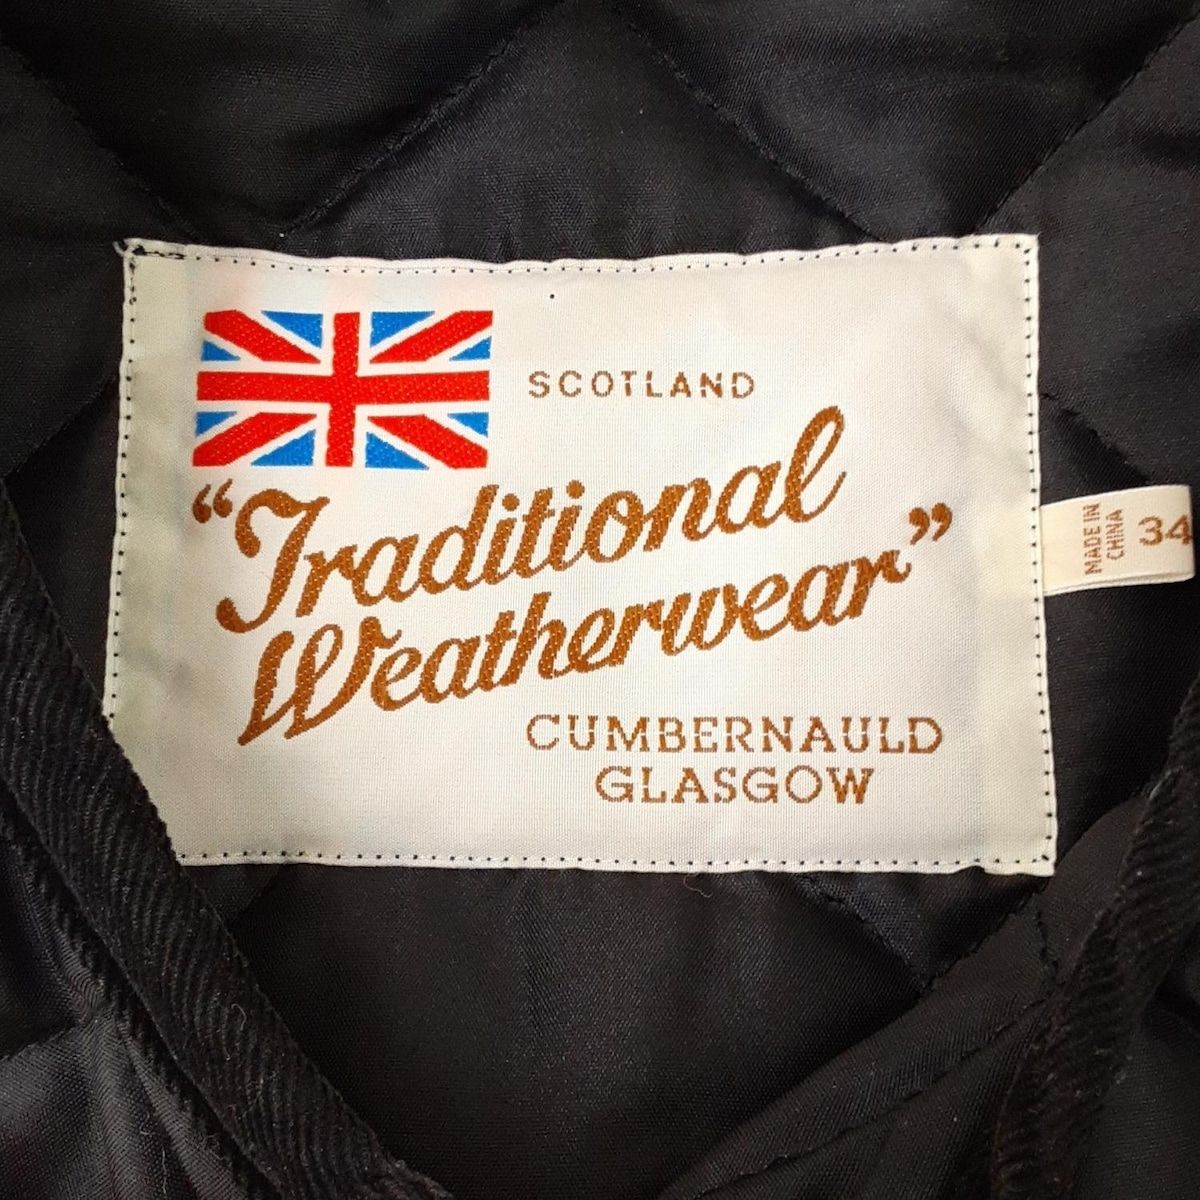 SCOTLAND
“Traditional
Weatherwear”
CUMBERNAULD
GLASGOW
MADE IN
CHINA
34